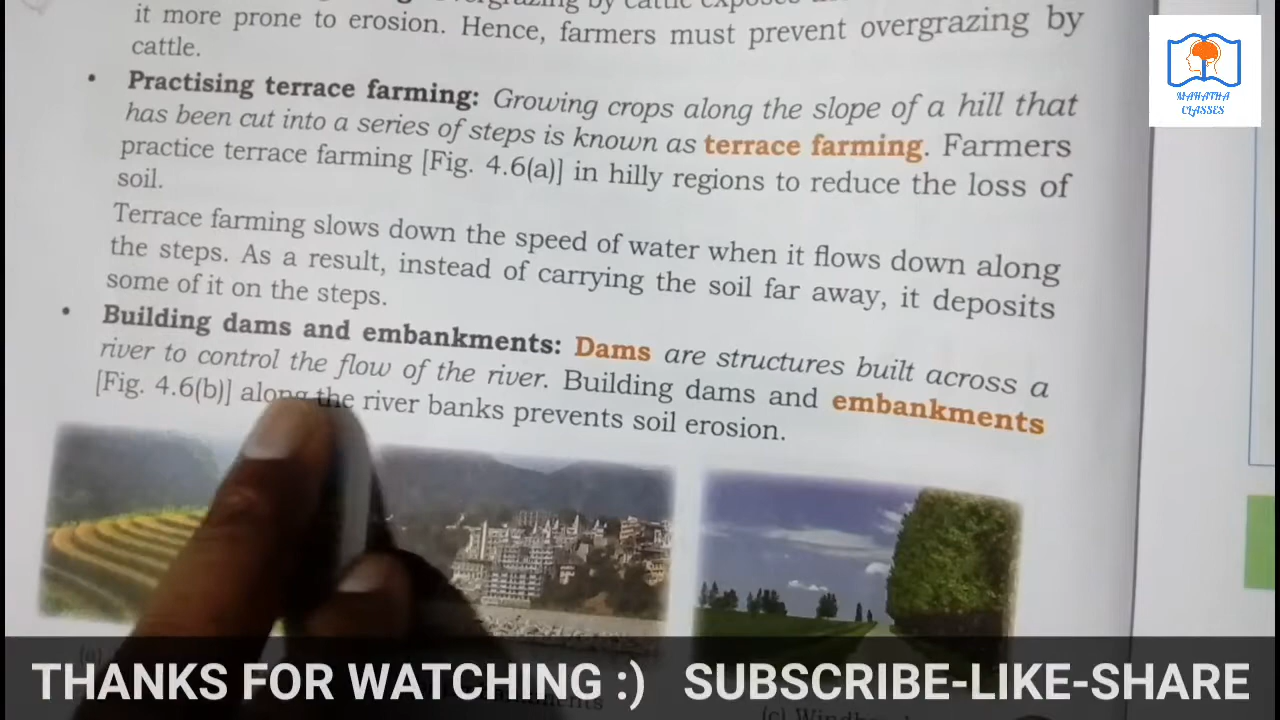 it more prone to erosion. Hence, farmers must prevent overgrazing by
cattle.
• Practising terrace farming: Growing crops along the slope of a hill that
has been cut into a series of steps is known as terrace farming. Farmers
practice terrace farming [Fig. 4.6(a)] in hilly regions to reduce the loss of
soil.
Terrace farming slows down the speed of water when it flows down along
the steps. As a result, instead of carrying the soil far away, it deposits
some of it on the steps.
• Building dams and embankments: Dams are structures built across a
river to control the flow of the river. Building dams and embankments
[Fig. 4.6(b)] along the river banks prevents soil erosion.
MAHATHA
CLASSES
THANKS FOR WATCHING :) SUBSCRIBE-LIKE-SHARE